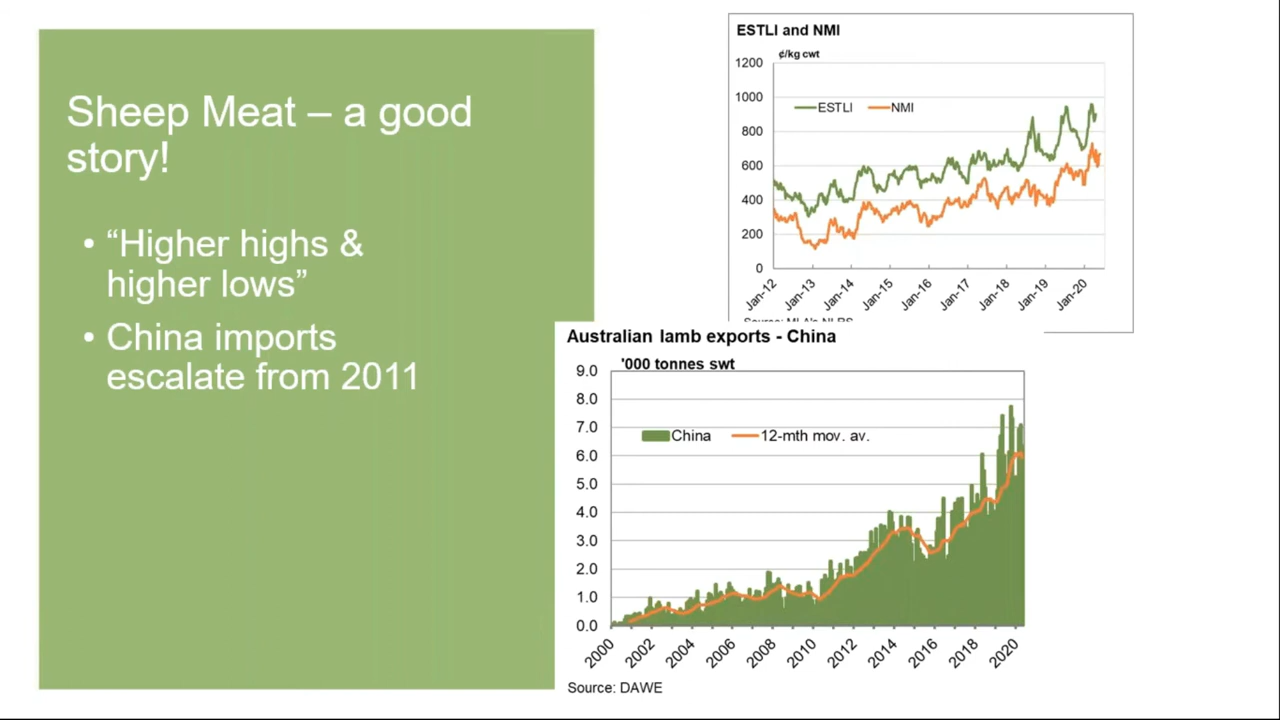 Sheep Meat – a good
story!
• “Higher highs &
higher lows”
• China imports
escalate from 2011
ESTLI and NMI
¢/kg cwt
1200
1000
800
600
400
200
0
ESTLI NMI
Jan-12 Jan-13 Jan-14 Jan-15 Jan-16 Jan-17 Jan-18 Jan-19 Jan-20
Source: MLA's NLRS
Australian lamb exports - China
'000 tonnes swt
9.0
8.0
7.0
6.0
5.0
4.0
3.0
2.0
1.0
0.0
China 12-mth mov. av.
2000 2002 2004 2006 2008 2010 2012 2014 2016 2018 2020
Source: DAWE